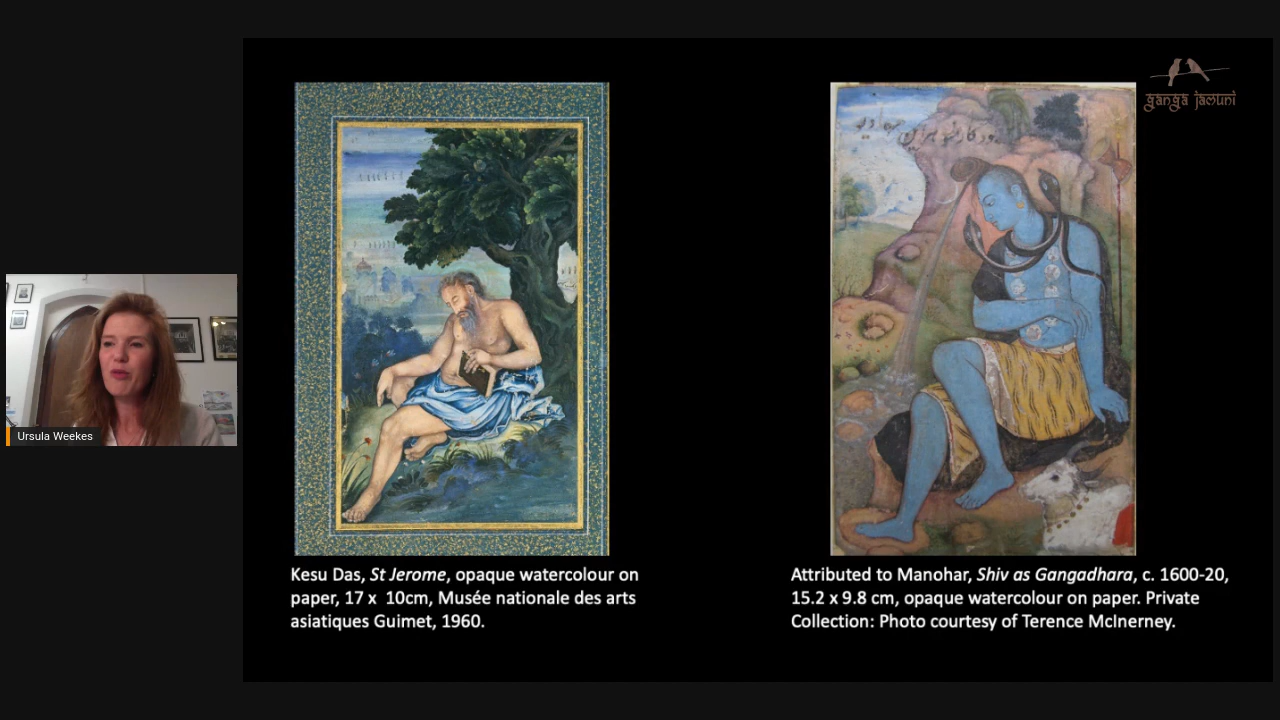 ganga jamuni
Ursula Weekes
Kesu Das, St Jerome, opaque watercolour on
paper, 17 x 10cm, Musée nationale des arts
asiatiques Guimet, 1960.
Attributed to Manohar, Shiv as Gangadhara, c. 1600-20,
15.2 x 9.8 cm, opaque watercolour on paper. Private
Collection: Photo courtesy of Terence McInerney.